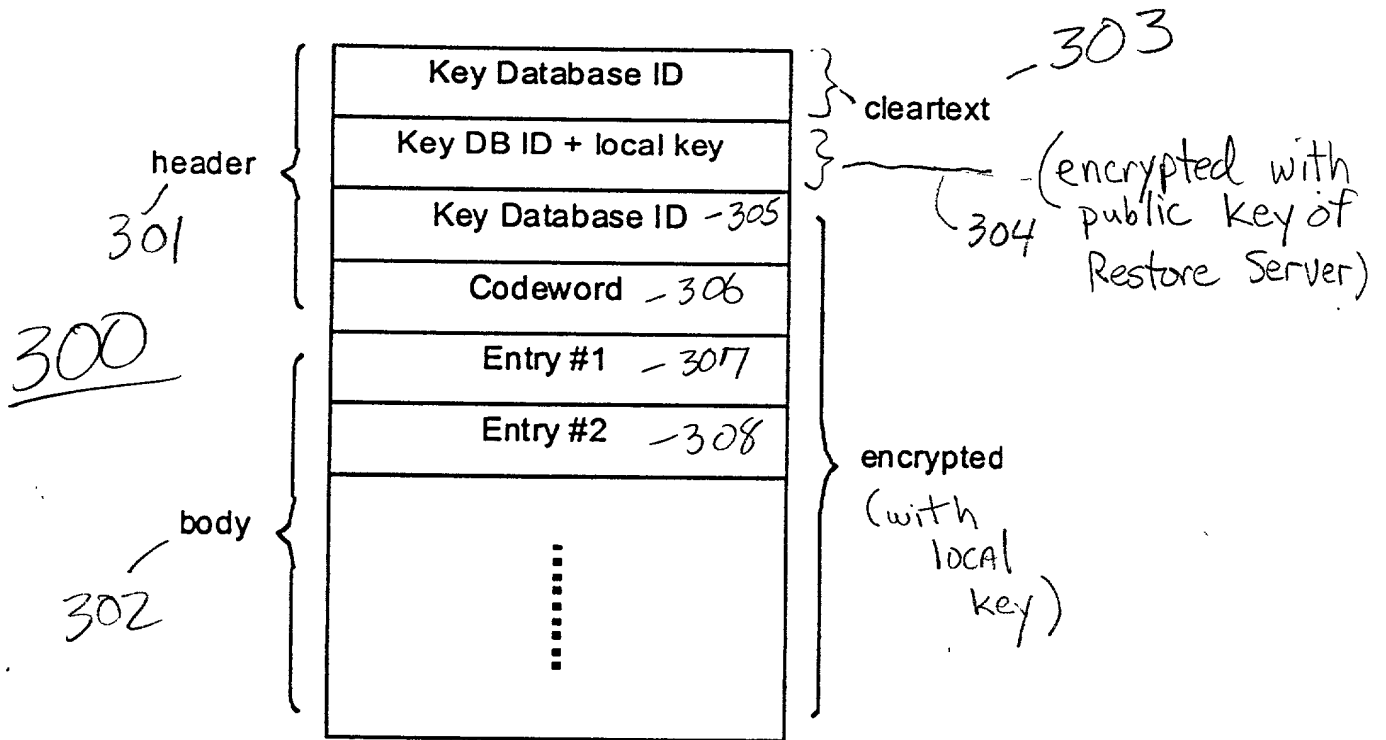 -303
Key Database ID
cleartext
Key DB ID + local key
header
301
304 (encrypted with
public key of
Restore Server)
Key Database ID -305
Codeword -306
300
Entry #1 -307
Entry #2 -308
encrypted
(with
local
key)
body
302